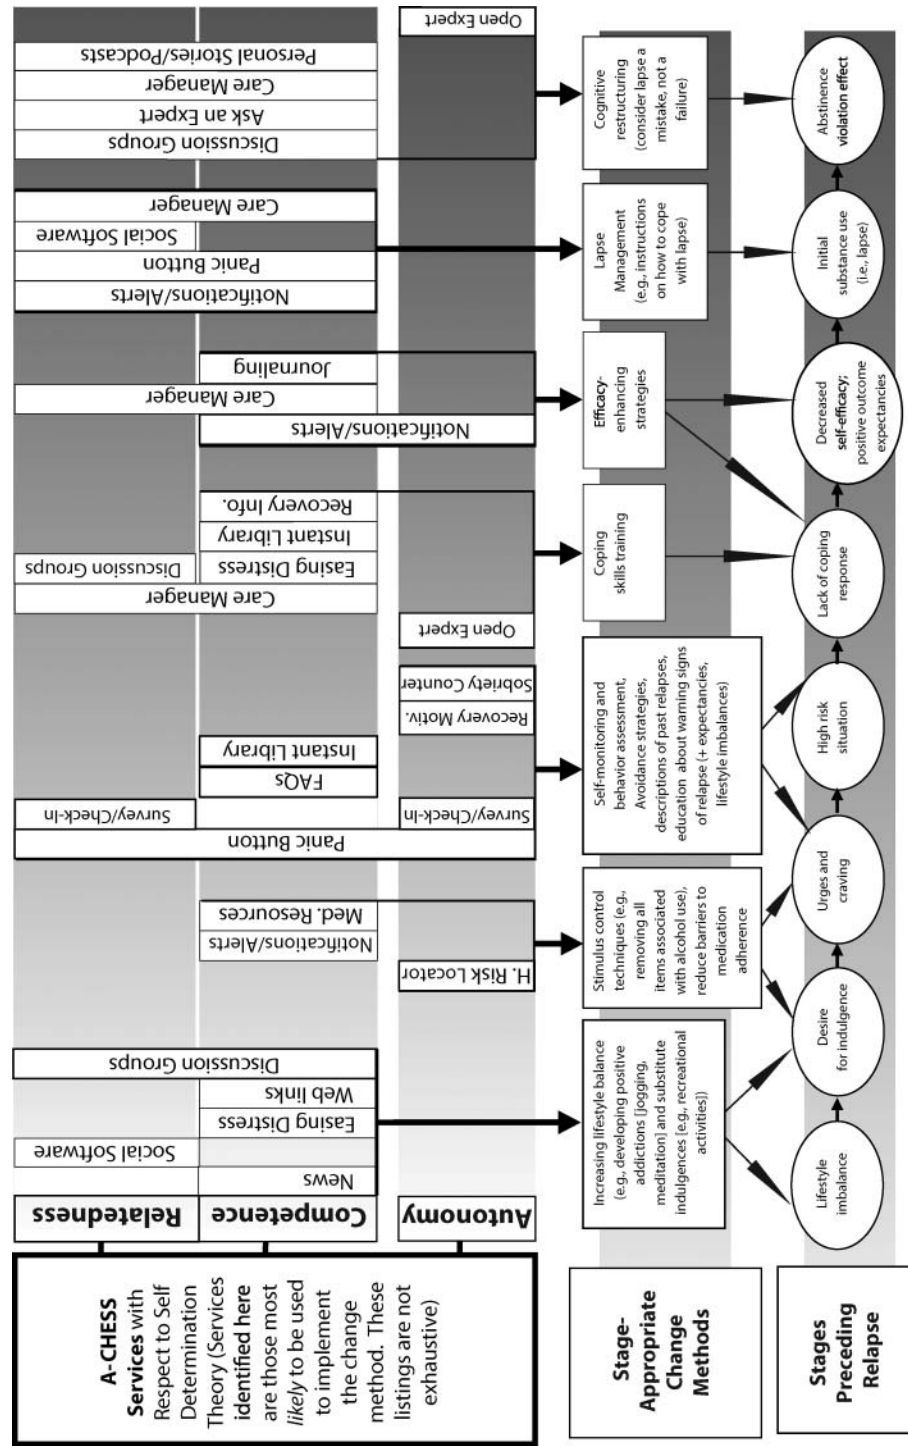 A-CHESS
Services with
Respect to Self
Determination
Theory (Services
identified here
are those most
likely to be used
to implement
the change
method. These
listings are not
exhaustive)
Relatedness
Competence
Autonomy
News
Social Software
Easing Distress
Web links
Discussion Groups
H. Risk Locator
Notifications/Alerts
Med. Resources
Panic Button
Survey/Check-In
Survey/Check-In
FAQs
Instant Library
Recovery Motiv.
Sobriety Counter
Open Expert
Care Manager
Discussion Groups
Easing Distress
Instant Library
Recovery Info.
Notifications/Alerts
Care Manager
Journaling
Notifications/Alerts
Panic Button
Social Software
Care Manager
Discussion Groups
Ask an Expert
Care Manager
Personal Stories/Podcasts
Open Expert
Stage-
Appropriate
Change
Methods
Increasing lifestyle balance
(e.g., developing positive
addictions [jogging,
meditation] and substitute
indulgences [e.g., recreational
activities])
Stimulus control
techniques (e.g.,
removing all
items associated
with alcohol use),
reduce barriers to
medication
adherence
Self-monitoring and
behavior assessment,
Avoidance strategies,
descriptions of past relapses,
education about warning signs
of relapse (+ expectancies,
lifestyle imbalances)
Coping
skills training
Efficacy-
enhancing
strategies
Lapse
Management
(e.g., instructions
on how to cope
with lapse)
Cognitive
restructuring
(consider lapse a
mistake, not a
failure)
Stages
Preceding
Relapse
Lifestyle
imbalance
Desire
for indulgence
Urges and
craving
High risk
situation
Lack of coping
response
Decreased
self-efficacy;
positive outcome
expectancies
Initial
substance use
(i.e., lapse)
Abstinence
violation effect